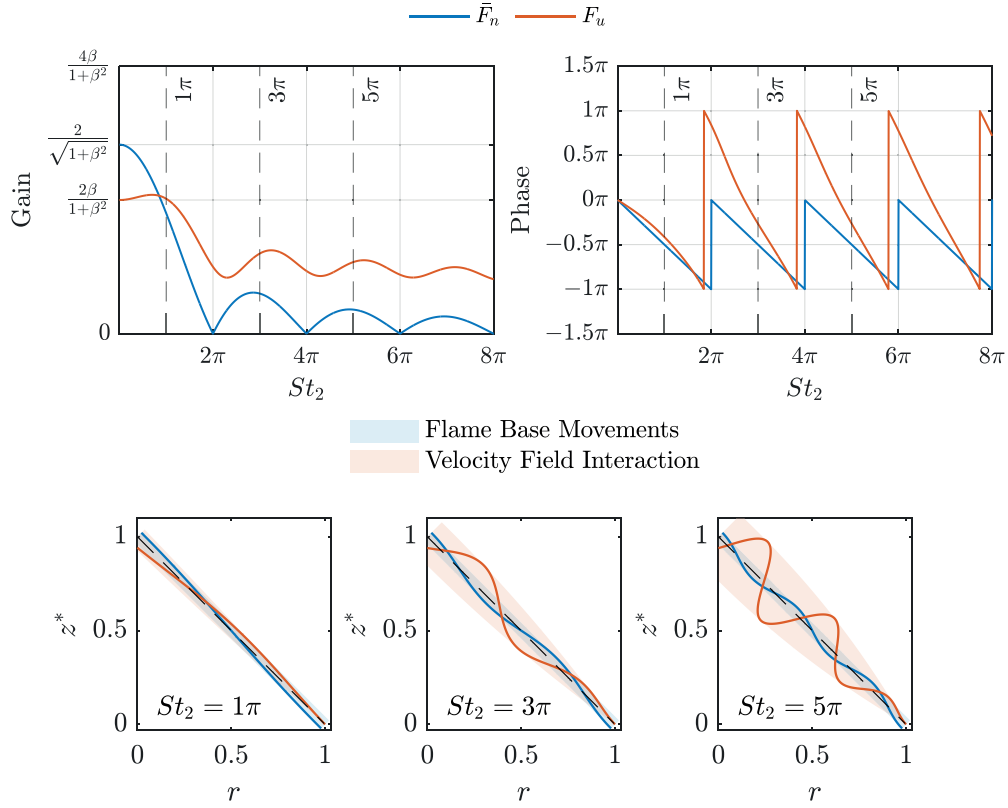 F̄ₙ Fᵤ
4β/(1+β²)
2/√(1+β²)
2β/(1+β²)
0
Gain
1π 3π 5π
2π 4π 6π 8π
St₂
1.5π
1π
0.5π
0π
−0.5π
−1π
−1.5π
Phase
1π 3π 5π
2π 4π 6π 8π
St₂
Flame Base Movements
Velocity Field Interaction
1
0.5
0
z*
St₂ = 1π
0 0.5 1
r
1
0.5
0
z*
St₂ = 3π
0 0.5 1
r
1
0.5
0
z*
St₂ = 5π
0 0.5 1
r